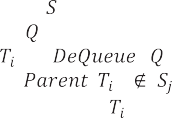 S
Q
T_i DeQueue Q
Parent T_i ∉ S_j
T_i